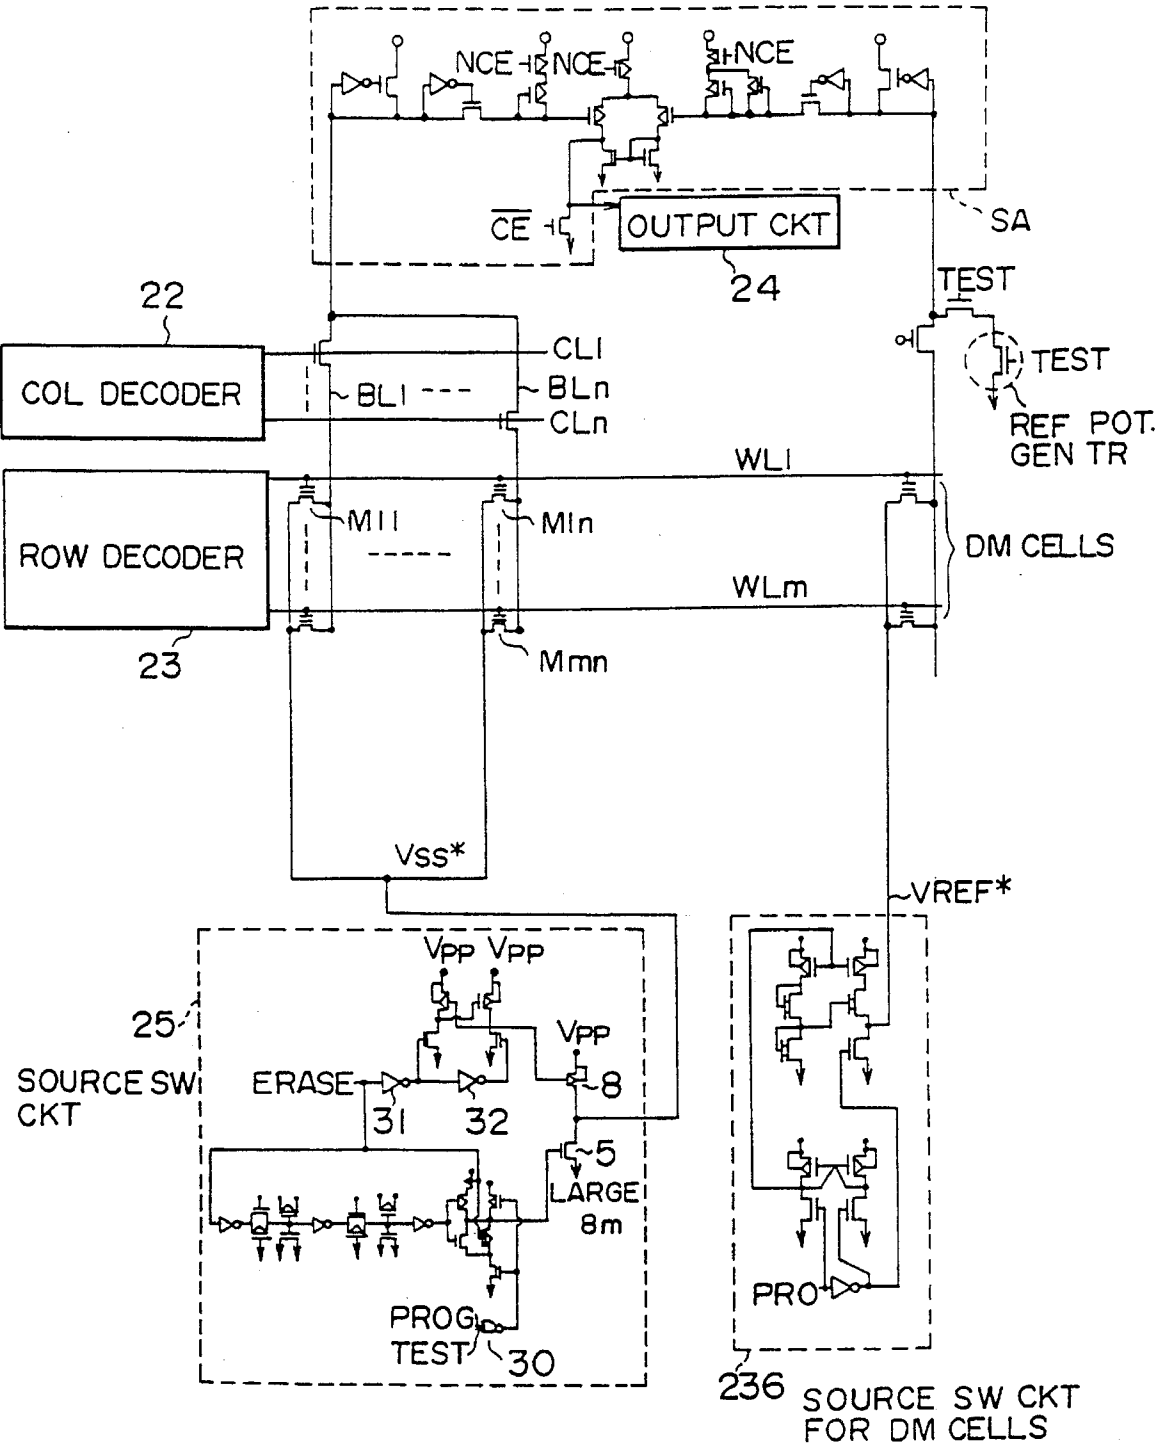 NCE
NCE
NCE
SA
CE
OUTPUT CKT
24
TEST
22
CL1
TEST
COL DECODER
BL1
BLn
CLn
REF POT.
GEN TR
WL1
M11
M1n
ROW DECODER
DM CELLS
WLm
23
Mmn
VSS*
VREF*
VPP
VPP
25
VPP
SOURCE SW
CKT
ERASE
8
31
32
5
LARGE
8m
PRO
PROG
TEST
30
236
SOURCE SW CKT
FOR DM CELLS